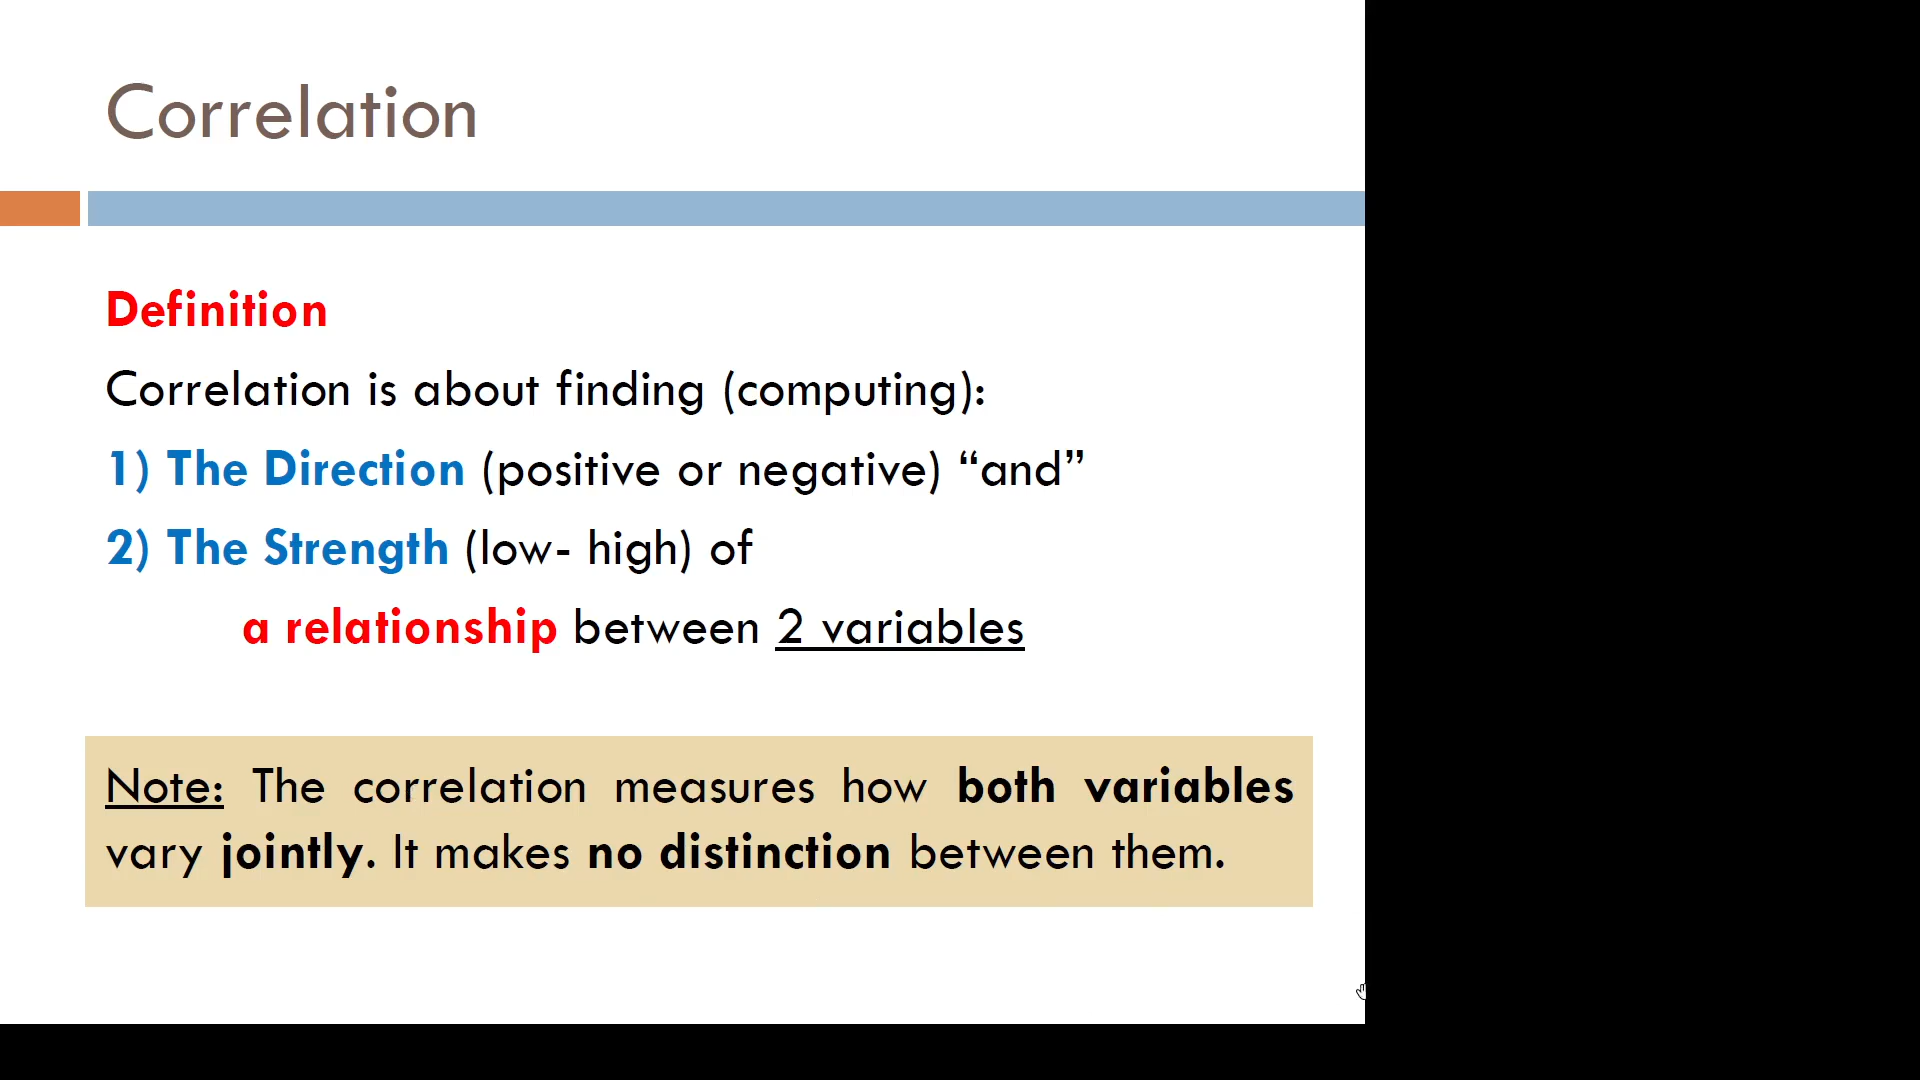 Correlation
Definition
Correlation is about finding (computing):
1) The Direction (positive or negative) “and”
2) The Strength (low- high) of
a relationship between 2 variables
Note: The correlation measures how both variables
vary jointly. It makes no distinction between them.